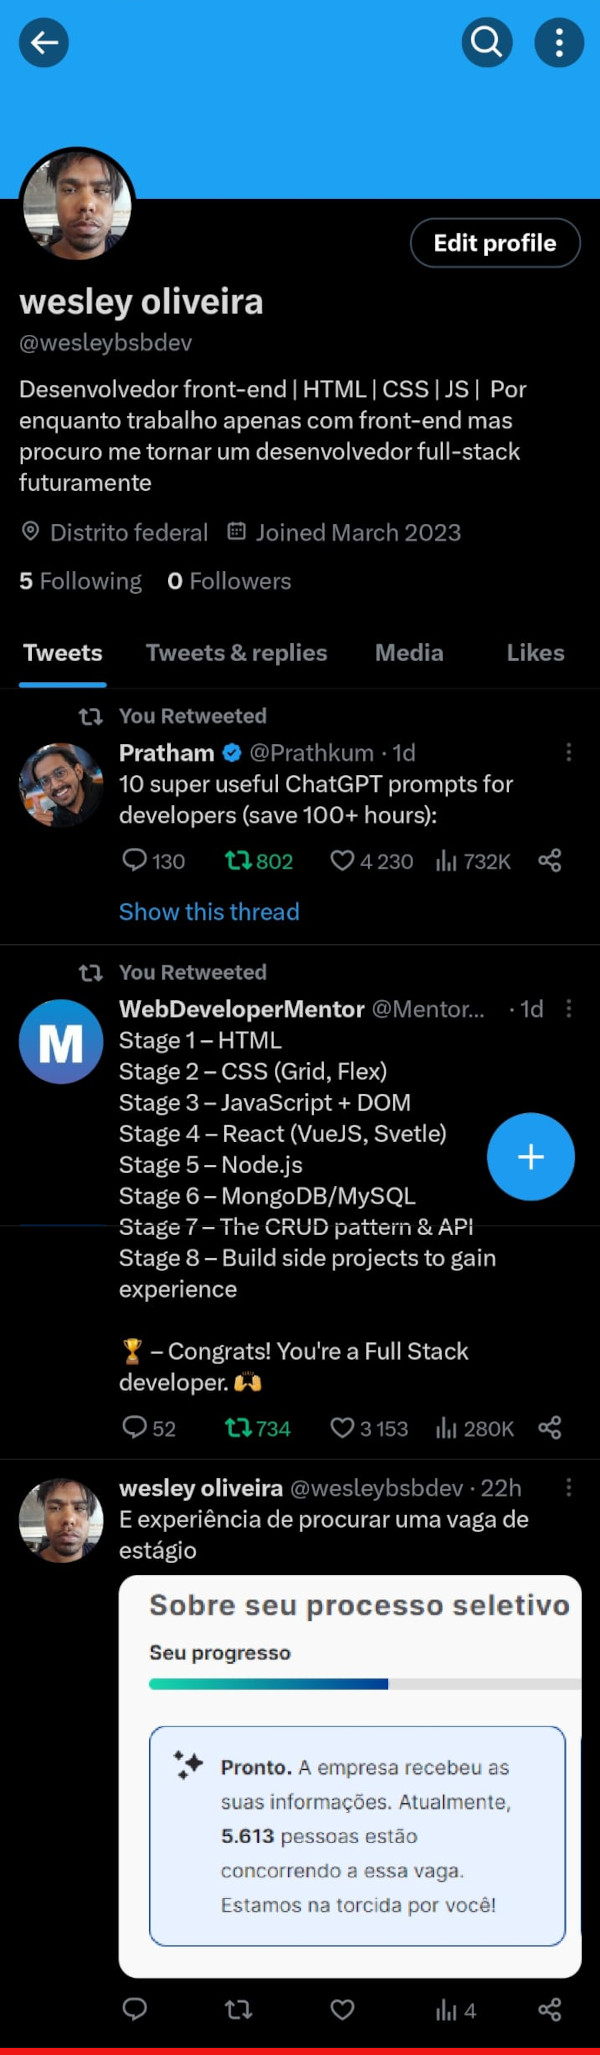 Edit profile
wesley oliveira
@wesleybsbdev
Desenvolvedor front-end | HTML | CSS | JS | Por
enquanto trabalho apenas com front-end mas
procuro me tornar um desenvolvedor full-stack
futuramente
Distrito federal Joined March 2023
5 Following 0 Followers
Tweets Tweets & replies Media Likes
You Retweeted
Pratham @Prathkum · 1d
10 super useful ChatGPT prompts for
developers (save 100+ hours):
130 802 4 230 732K
Show this thread
You Retweeted
WebDeveloperMentor @Mentor... · 1d
M
Stage 1 – HTML
Stage 2 – CSS (Grid, Flex)
Stage 3 – JavaScript + DOM
Stage 4 – React (VueJS, Svetle)
Stage 5 – Node.js
Stage 6 – MongoDB/MySQL
Stage 7 – The CRUD pattern & API
Stage 8 – Build side projects to gain
experience
🏆 – Congrats! You're a Full Stack
developer. 🙌
52 734 3 153 280K
wesley oliveira @wesleybsbdev · 22h
E experiência de procurar uma vaga de
estágio
Sobre seu processo seletivo
Seu progresso
Pronto. A empresa recebeu as
suas informações. Atualmente,
5.613 pessoas estão
concorrendo a essa vaga.
Estamos na torcida por você!
4